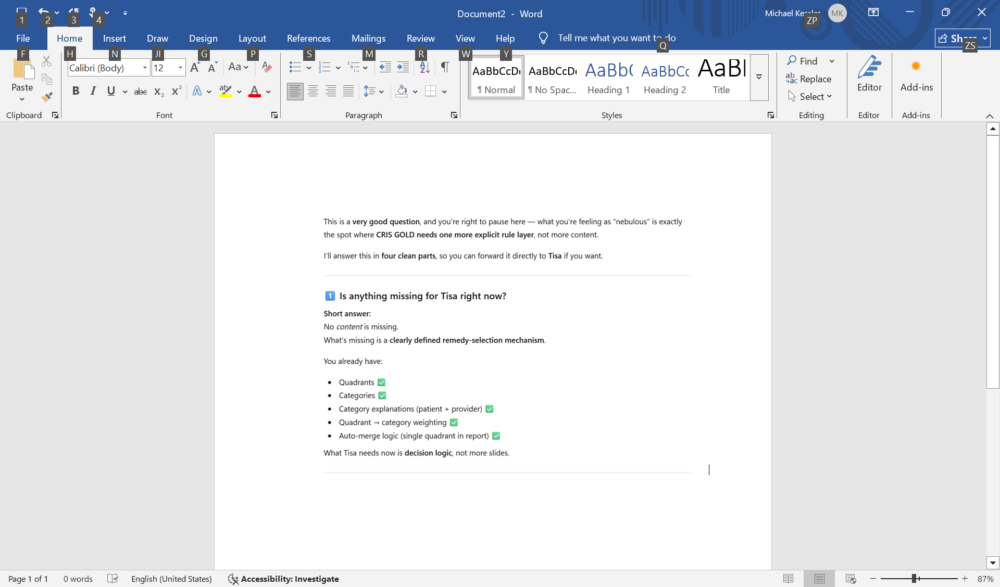 Document2 - Word
Michael Kessler MK
1 2 3 4 ZP
File Home Insert Draw Design Layout References Mailings Review View Help Tell me what you want to do Share
F H N JI G P S M R W Y Q ZS
Paste
Calibri (Body) 12
Aa
B I U abc x₂ x² A ab A
A Z ¶
AaBbCcDc AaBbCcDc AaBb( AaBbCc AaB
¶ Normal ¶ No Spac... Heading 1 Heading 2 Title
Find
Replace
Select
Editor
Add-ins
Clipboard Font Paragraph Styles Editing Editor Add-ins
This is a very good question, and you're right to pause here — what you're feeling as "nebulous" is exactly
the spot where CRIS GOLD needs one more explicit rule layer, not more content.
I'll answer this in four clean parts, so you can forward it directly to Tisa if you want.
1️⃣ Is anything missing for Tisa right now?
Short answer:
No content is missing.
What's missing is a clearly defined remedy-selection mechanism.
You already have:
• Quadrants ✅
• Categories ✅
• Category explanations (patient + provider) ✅
• Quadrant → category weighting ✅
• Auto-merge logic (single quadrant in report) ✅
What Tisa needs now is decision logic, not more slides.
Page 1 of 1 0 words English (United States) Accessibility: Investigate 87%